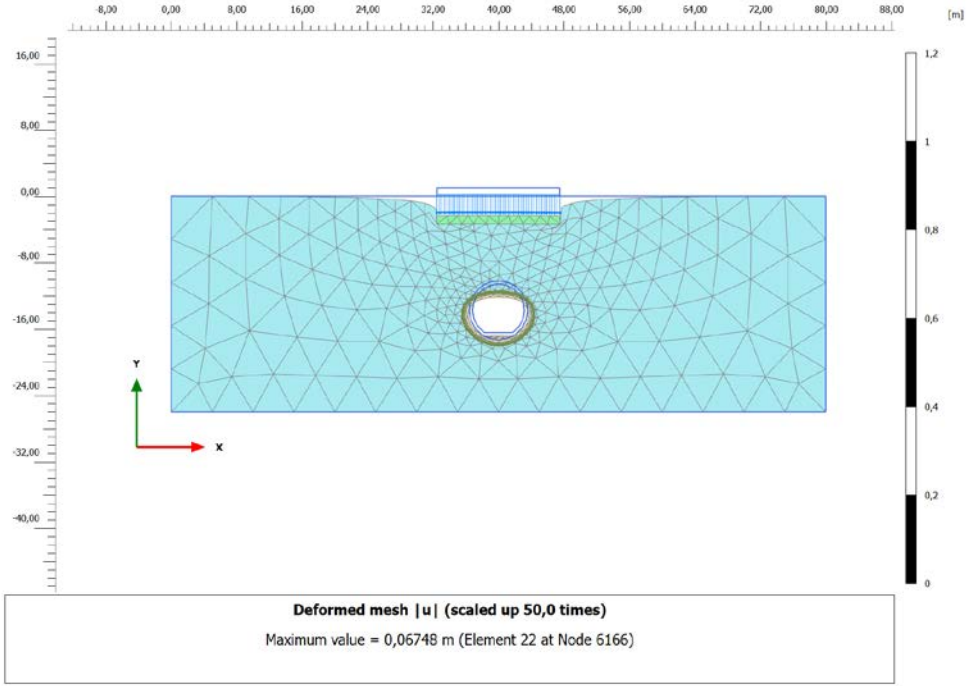 -8,00 0,00 8,00 16,00 24,00 32,00 40,00 48,00 56,00 64,00 72,00 80,00 88,00
[m]
16,00
8,00
0,00
-8,00
-16,00
-24,00
-32,00
-40,00
Y
X
1,2
1
0,8
0,6
0,4
0,2
0
Deformed mesh |u| (scaled up 50,0 times)
Maximum value = 0,06748 m (Element 22 at Node 6166)